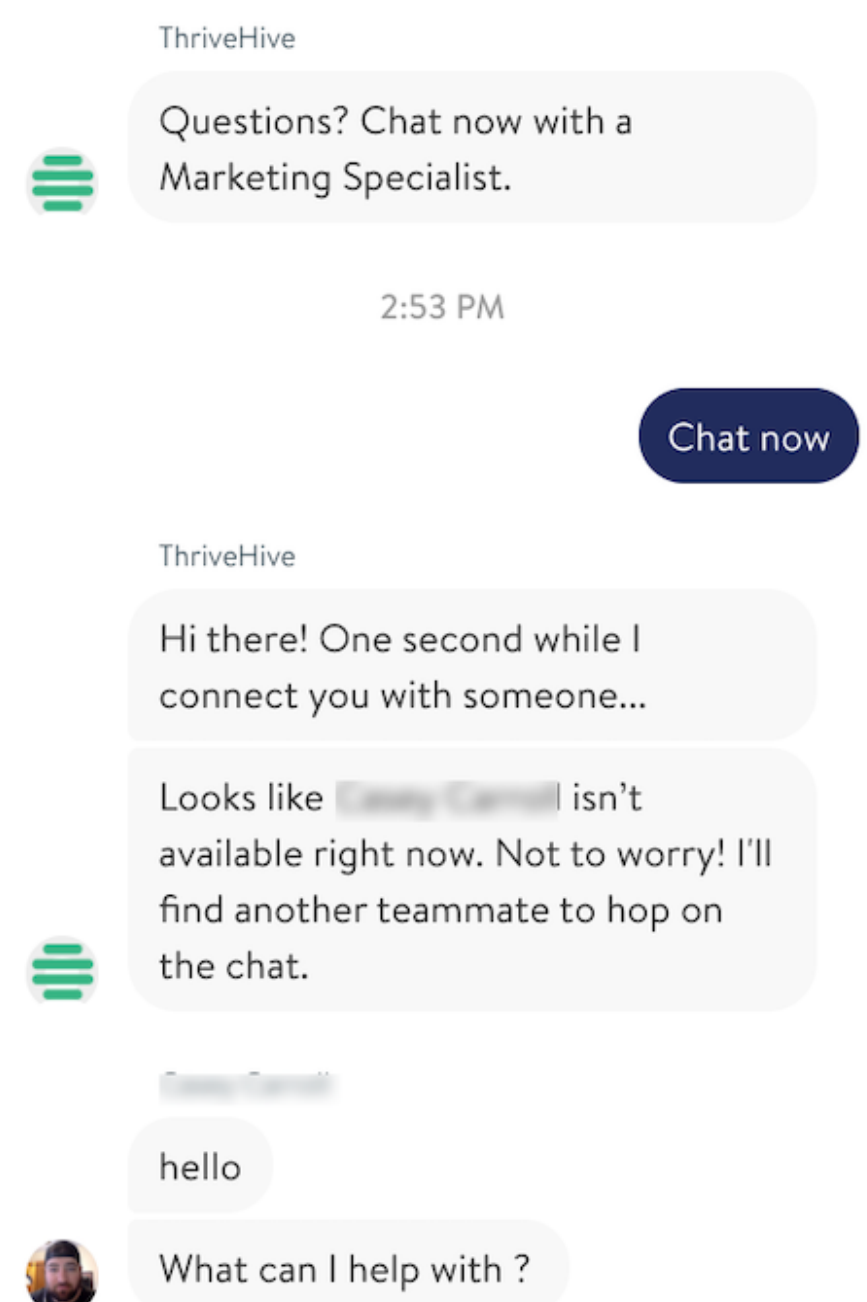 ThriveHive
Questions? Chat now with a
Marketing Specialist.
2:53 PM
Chat now
ThriveHive
Hi there! One second while I
connect you with someone...
Looks like isn't
available right now. Not to worry! I'll
find another teammate to hop on
the chat.
hello
What can I help with ?